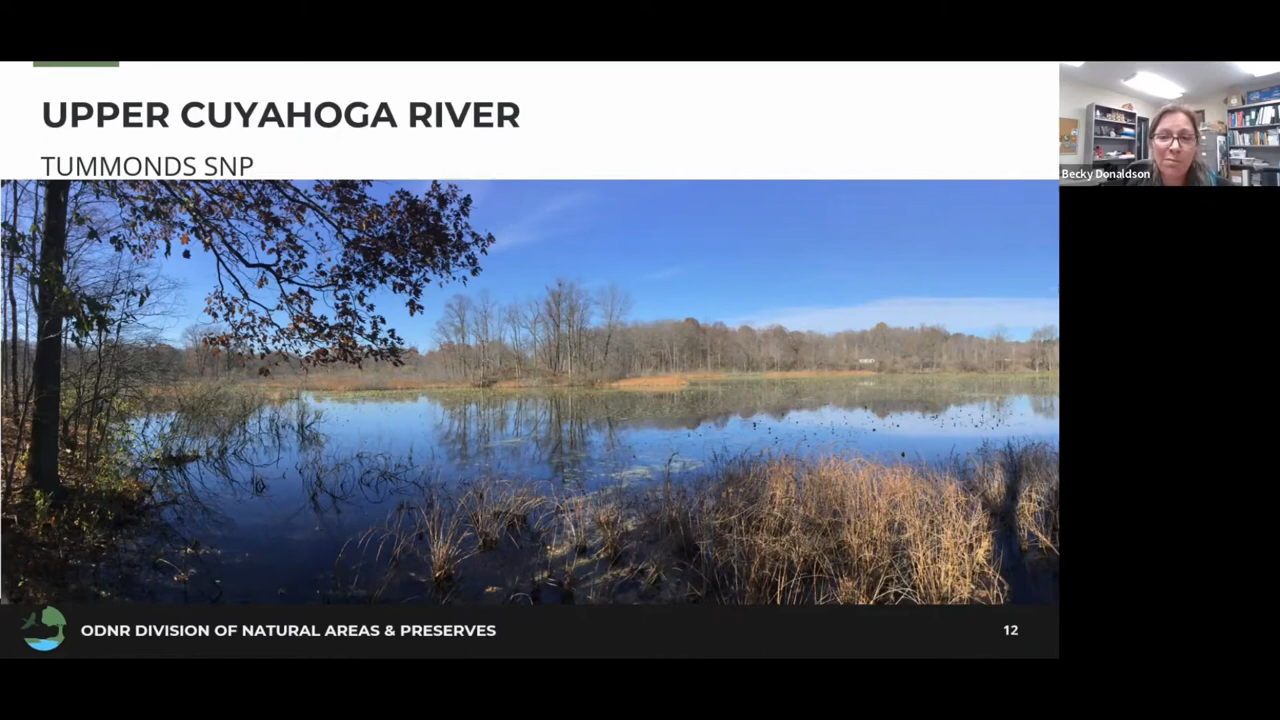 UPPER CUYAHOGA RIVER
TUMMONDS SNP
Becky Donaldson
ODNR DIVISION OF NATURAL AREAS & PRESERVES
12